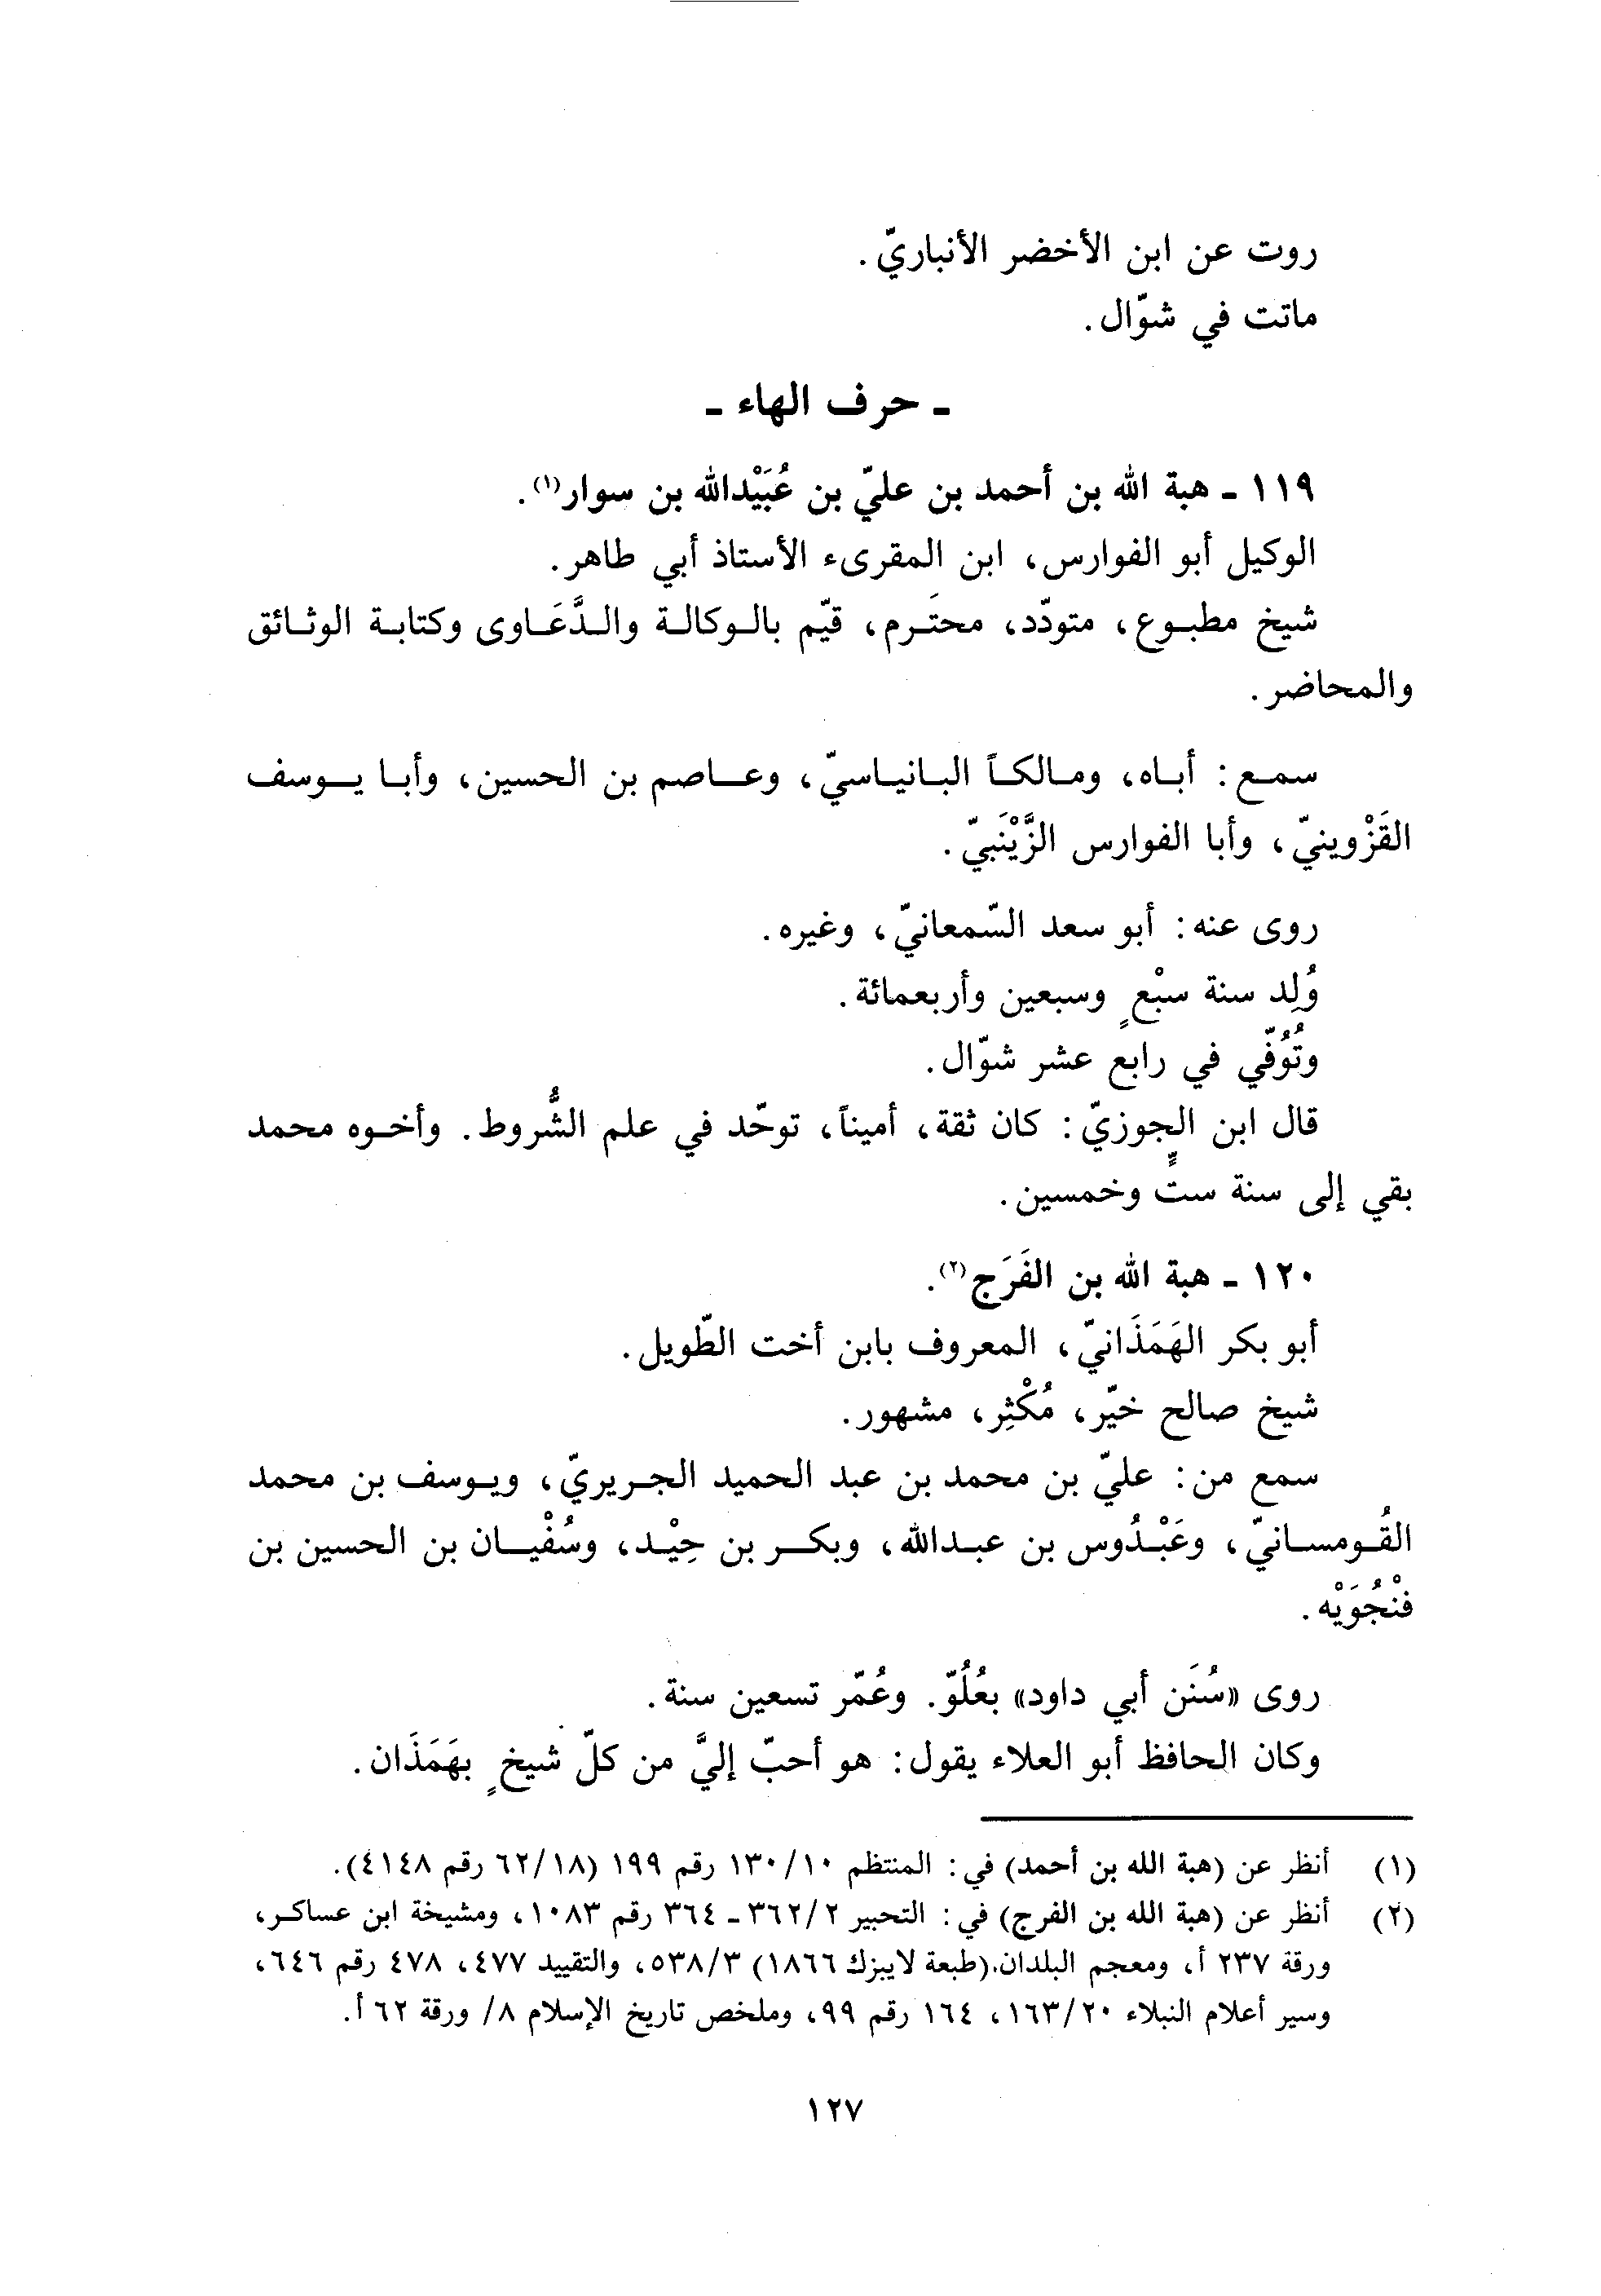 روت عن ابن الأخضر الأنباريّ.
ماتت في شوّال.
ـ حرف الهاء ـ
١١٩ ـ هبة الله بن أحمد بن عليّ بن عُبَيْدالله بن سوار(١).
الوكيل أبو الفوارس، ابن المقرىء الأستاذ أبي طاهر.
شيخ مطبوع، متودّد، محتَرم، قيّم بالوكالة والدَّعَاوى وكتابة الوثائق
والمحاضر.
سمع: أباه، ومالكاً البانياسيّ، وعاصم بن الحسين، وأبا يوسف
القَزْوينيّ، وأبا الفوارس الزَّيْنَبيّ.
روى عنه: أبو سعد السّمعانيّ، وغيره.
وُلِد سنة سبْعٍ وسبعين وأربعمائة.
وتُوُفّي في رابع عشر شوّال.
قال ابن الجوزيّ: كان ثقة، أميناً، توحّد في علم الشُّروط. وأخوه محمد
بقي إلى سنة ستٍّ وخمسين.
١٢٠ ـ هبة الله بن الفَرَج(٢).
أبو بكر الهَمَذَانيّ، المعروف بابن أخت الطّويل.
شيخ صالح خيّر، مُكْثِر، مشهور.
سمع من: عليّ بن محمد بن عبد الحميد الجريريّ، ويوسف بن محمد
القُومسانيّ، وعَبْدُوس بن عبدالله، وبكر بن حِيْد، وسُفْيان بن الحسين بن
فنْجُوَيْه.
روى «سُنَن أبي داود» بعُلُوّ. وعُمّر تسعين سنة.
وكان الحافظ أبو العلاء يقول: هو أحبّ إليَّ من كلّ شيخٍ بهَمَذَان.
(١) أنظر عن (هبة الله بن أحمد) في: المنتظم ١٣٠/١٠ رقم ١٩٩ (٦٢/١٨ رقم ٤١٤٨).
(٢) أنظر عن (هبة الله بن الفرج) في: التحبير ٣٦٢/٢ ـ ٣٦٤ رقم ١٠٨٣، ومشيخة ابن عساكر،
ورقة ٢٣٧ أ، ومعجم البلدان (طبعة لايبزك ١٨٦٦) ٥٣٨/٣، والتقييد ٤٧٧، ٤٧٨ رقم ٦٤٦،
وسير أعلام النبلاء ١٦٣/٢٠، ١٦٤ رقم ٩٩، وملخص تاريخ الإسلام ٨/ ورقة ٦٢ أ.
١٢٧